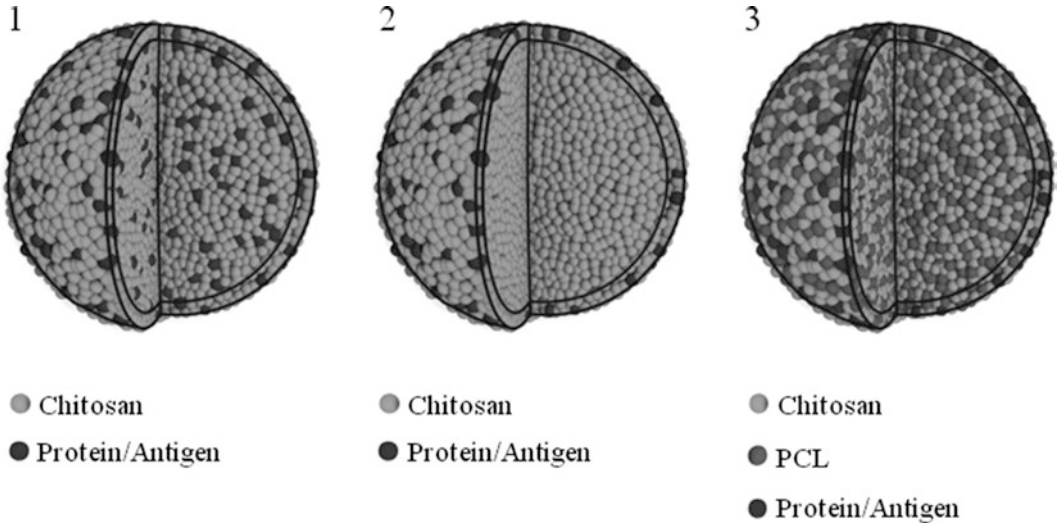 1
2
3
Chitosan
Protein/Antigen
Chitosan
Protein/Antigen
Chitosan
PCL
Protein/Antigen